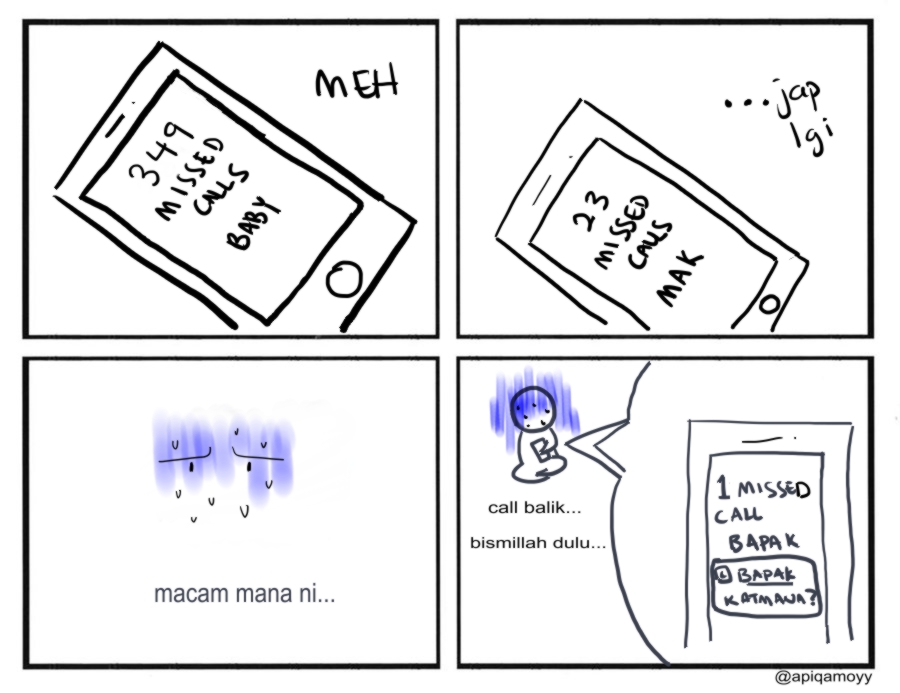 MEH
349
MISSED
CALLS
BABY
...jap
lgi
23
MISSED
CALLS
MAK
macam mana ni...
call balik...
bismillah dulu...
1 MISSED
CALL
BAPAK
BAPAK
KATMANA?
@apiqamoyy